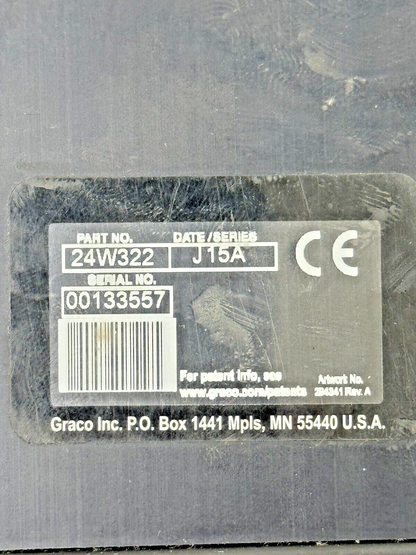 PART NO. DATE / SERIES
24W322 J15A CE
SERIAL NO.
00133557
For patent info, see
www.graco.com/patents
Artwork No.
294341 Rev. A
Graco Inc. P.O. Box 1441 Mpls, MN 55440 U.S.A.